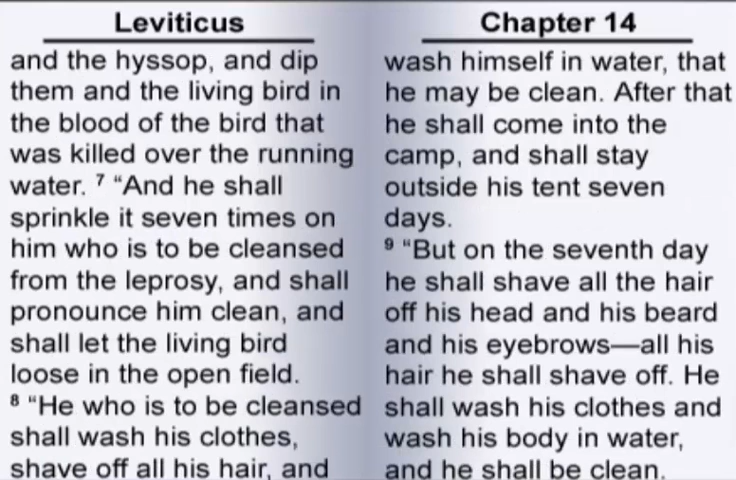 Leviticus
and the hyssop, and dip
them and the living bird in
the blood of the bird that
was killed over the running
water. ⁷ “And he shall
sprinkle it seven times on
him who is to be cleansed
from the leprosy, and shall
pronounce him clean, and
shall let the living bird
loose in the open field.
⁸ “He who is to be cleansed
shall wash his clothes,
shave off all his hair, and
Chapter 14
wash himself in water, that
he may be clean. After that
he shall come into the
camp, and shall stay
outside his tent seven
days.
⁹ “But on the seventh day
he shall shave all the hair
off his head and his beard
and his eyebrows—all his
hair he shall shave off. He
shall wash his clothes and
wash his body in water,
and he shall be clean.